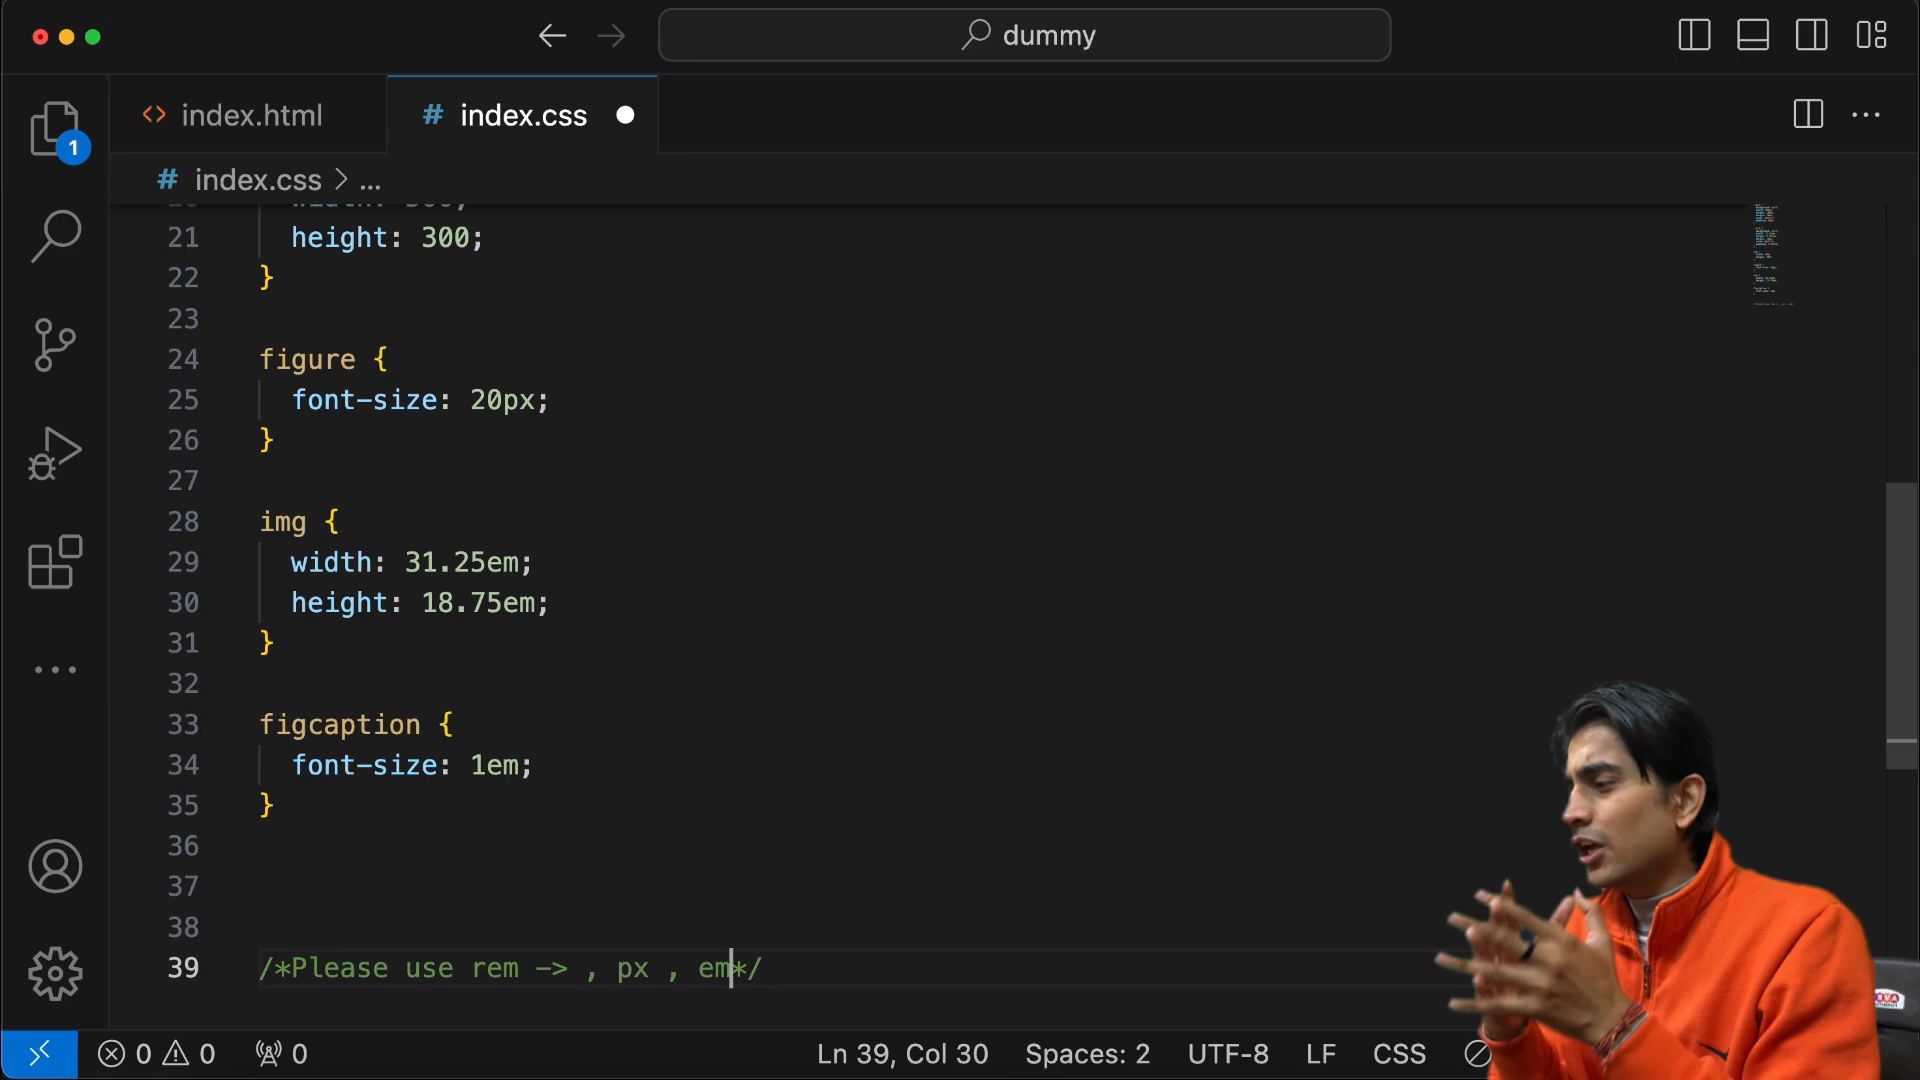 dummy
index.html
# index.css
1
# index.css > ...
21 height: 300;
22 }
23
24 figure {
25 font-size: 20px;
26 }
27
28 img {
29 width: 31.25em;
30 height: 18.75em;
31 }
32
33 figcaption {
34 font-size: 1em;
35 }
36
37
38
39 /*Please use rem -> , px , em*/
0 0 0 Ln 39, Col 30 Spaces: 2 UTF-8 LF CSS